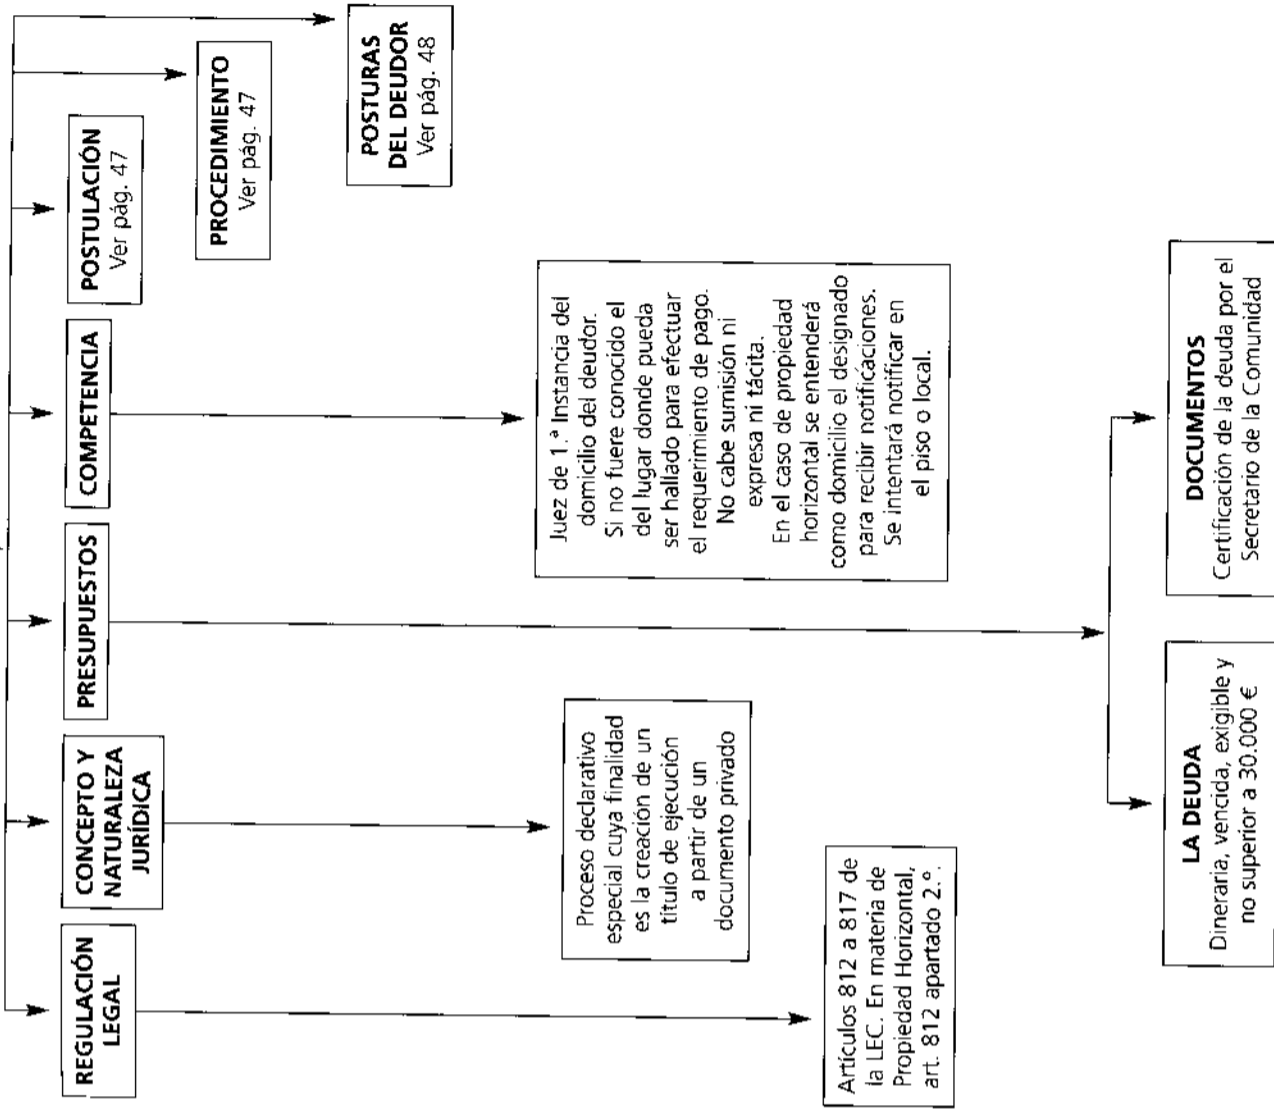 REGULACIÓN
LEGAL
CONCEPTO Y
NATURALEZA
JURÍDICA
PRESUPUESTOS
COMPETENCIA
POSTULACIÓN
Ver pág. 47
PROCEDIMIENTO
Ver pág. 47
POSTURAS
DEL DEUDOR
Ver pág. 48
Artículos 812 a 817 de
la LEC. En materia de
Propiedad Horizontal,
art. 812 apartado 2.º.
Proceso declarativo
especial cuya finalidad
es la creación de un
título de ejecución
a partir de un
documento privado
Juez de 1.ª Instancia del
domicilio del deudor.
Si no fuere conocido el
del lugar donde pueda
ser hallado para efectuar
el requerimiento de pago.
No cabe sumisión ni
expresa ni tácita.
En el caso de propiedad
horizontal se entenderá
como domicilio el designado
para recibir notificaciones.
Se intentará notificar en
el piso o local.
LA DEUDA
Dineraria, vencida, exigible y
no superior a 30.000 €
DOCUMENTOS
Certificación de la deuda por el
Secretario de la Comunidad